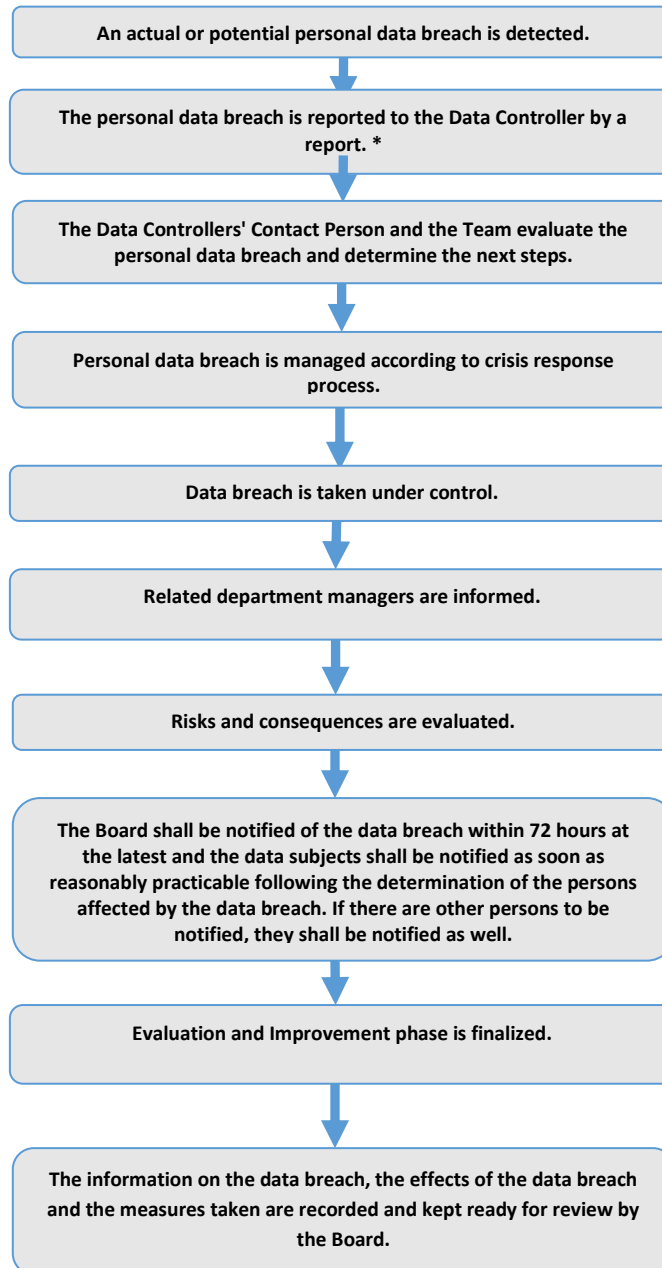 An actual or potential personal data breach is detected.
The personal data breach is reported to the Data Controller by a
report. *
The Data Controllers' Contact Person and the Team evaluate the
personal data breach and determine the next steps.
Personal data breach is managed according to crisis response
process.
Data breach is taken under control.
Related department managers are informed.
Risks and consequences are evaluated.
The Board shall be notified of the data breach within 72 hours at
the latest and the data subjects shall be notified as soon as
reasonably practicable following the determination of the persons
affected by the data breach. If there are other persons to be
notified, they shall be notified as well.
Evaluation and Improvement phase is finalized.
The information on the data breach, the effects of the data breach
and the measures taken are recorded and kept ready for review by
the Board.